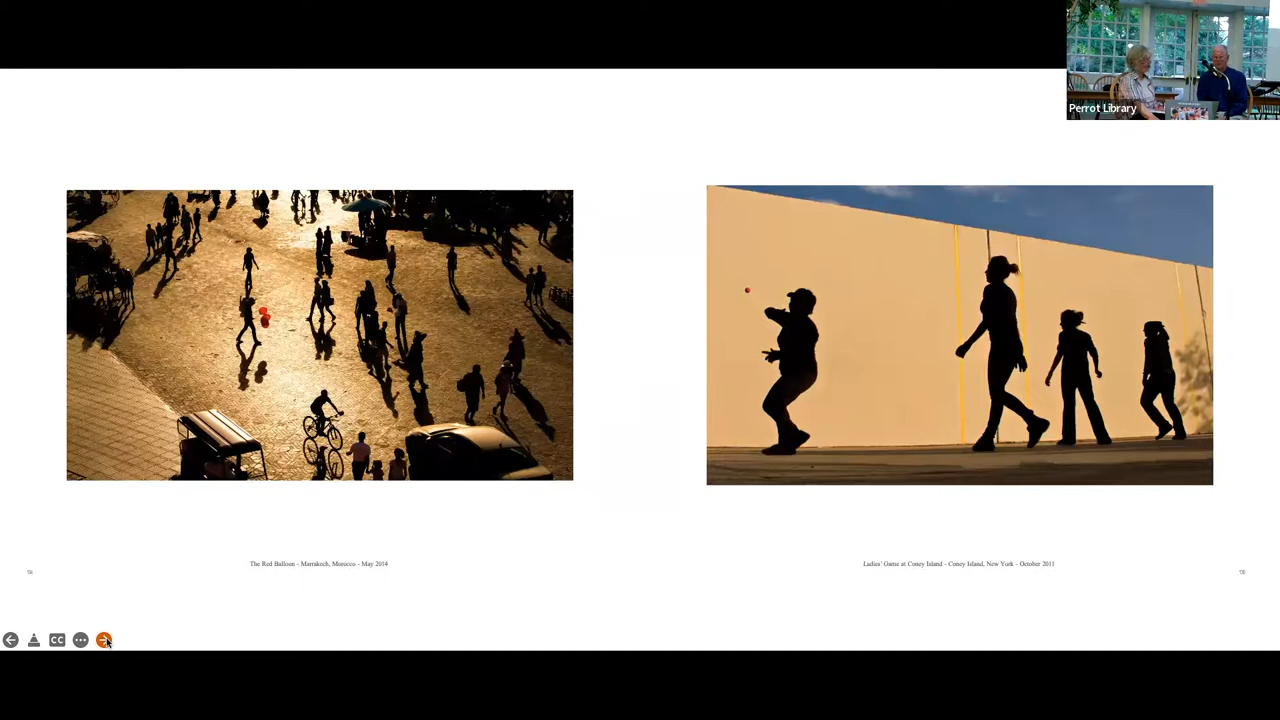 Perrot Library
The Red Balloon - Marrakech, Morocco - May 2014
Ladies' Game at Coney Island - Coney Island, New York - October 2011
CC